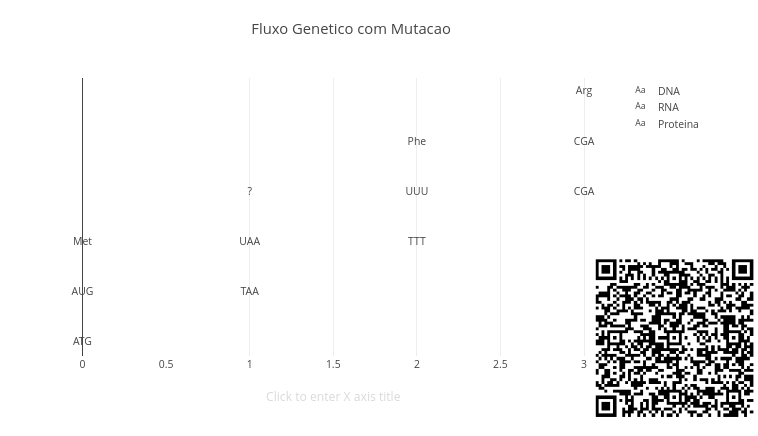 Fluxo Genetico com Mutacao
Arg
Aa DNA
Aa RNA
Aa Proteina
Phe CGA
? UUU CGA
Met UAA TTT
AUG TAA
ATG
0 0.5 1 1.5 2 2.5 3
Click to enter X axis title